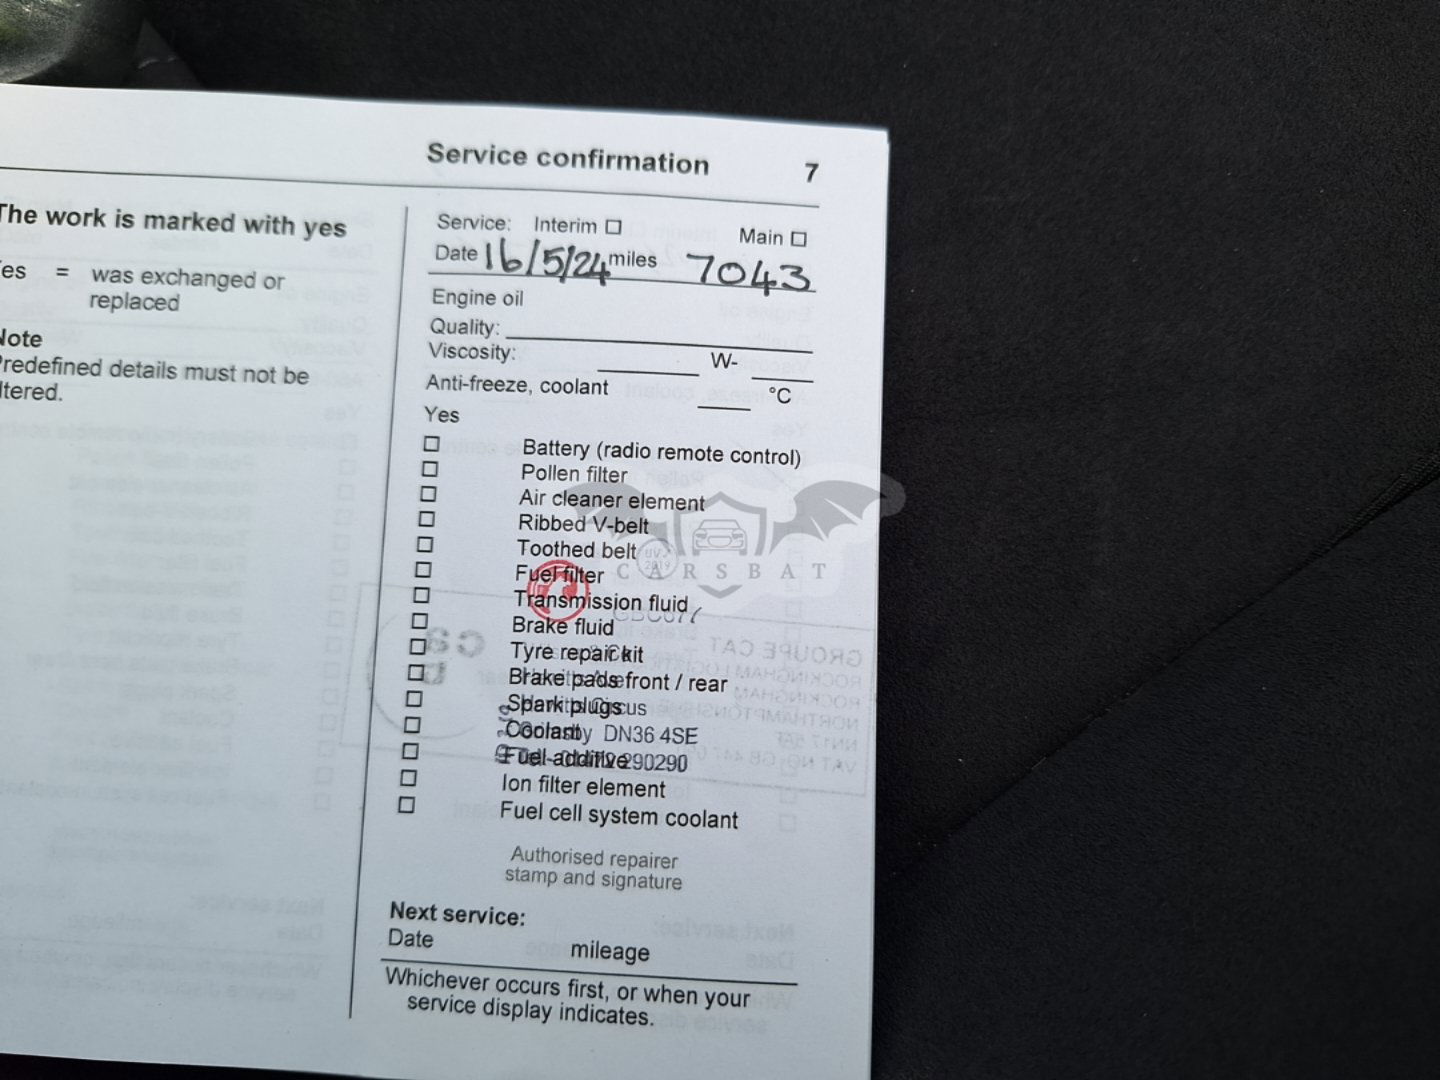 Service confirmation 7
The work is marked with yes
es = was exchanged or
replaced
Note
Predefined details must not be
ltered.
Service: Interim ☐ Main ☐
Date 16/5/24 miles 7043
Engine oil
Quality:
Viscosity: W-
Anti-freeze, coolant °C
Yes
☐ Battery (radio remote control)
☐ Pollen filter
☐ Air cleaner element
☐ Ribbed V-belt
☐ Toothed belt
☐ Fuel filter
☐ Transmission fluid
☐ Brake fluid
☐ Tyre repair kit
☐ Brake pads front / rear
☐ Spark plugs
☐ Coolant DN36 4SE
☐ Fuel additive 290290
☐ Ion filter element
☐ Fuel cell system coolant
Authorised repairer
stamp and signature
Next service:
Date mileage
Whichever occurs first, or when your
service display indicates.
CARSBAT
GROUPE CAT
ROCKINGHAM
NORTHAMPTONSHIRE